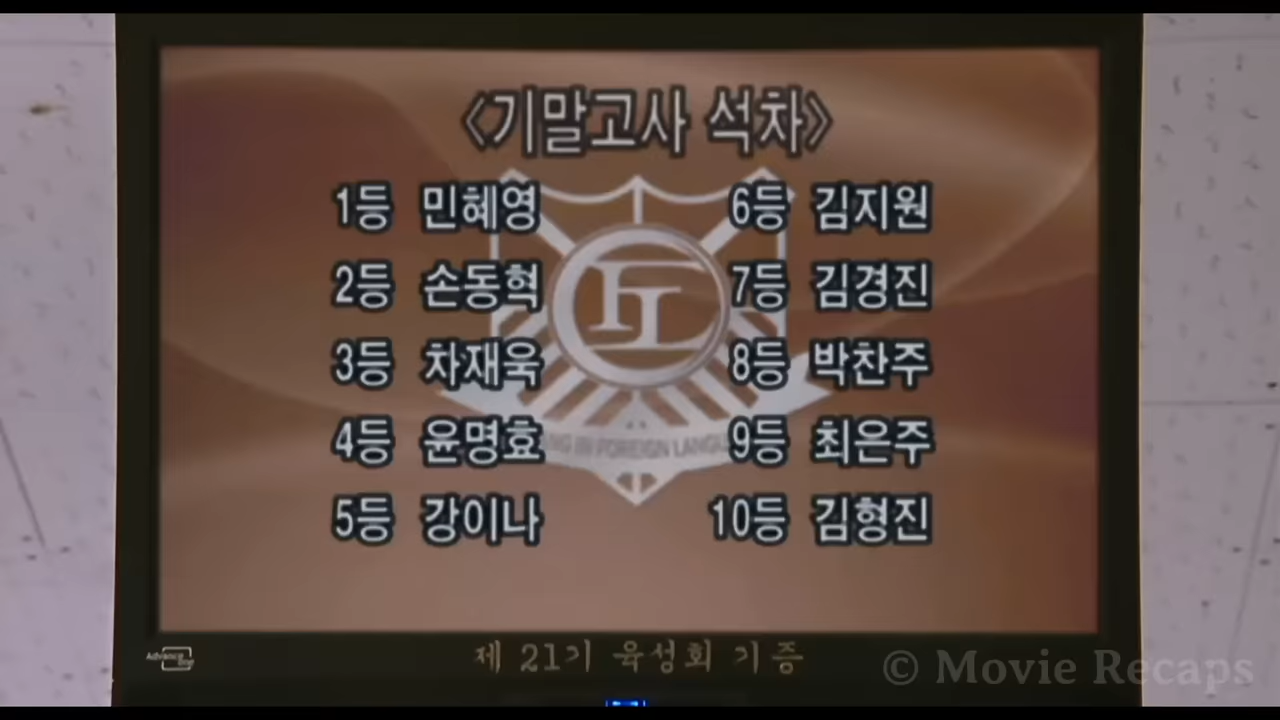 <기말고사 석차>
1등 민혜영
2등 손동혁
3등 차재욱
4등 윤명효
5등 강이나
6등 김지원
7등 김경진
8등 박찬주
9등 최은주
10등 김형진
IN FOREIGN
제 21기 육성회 기증
© Movie Recaps